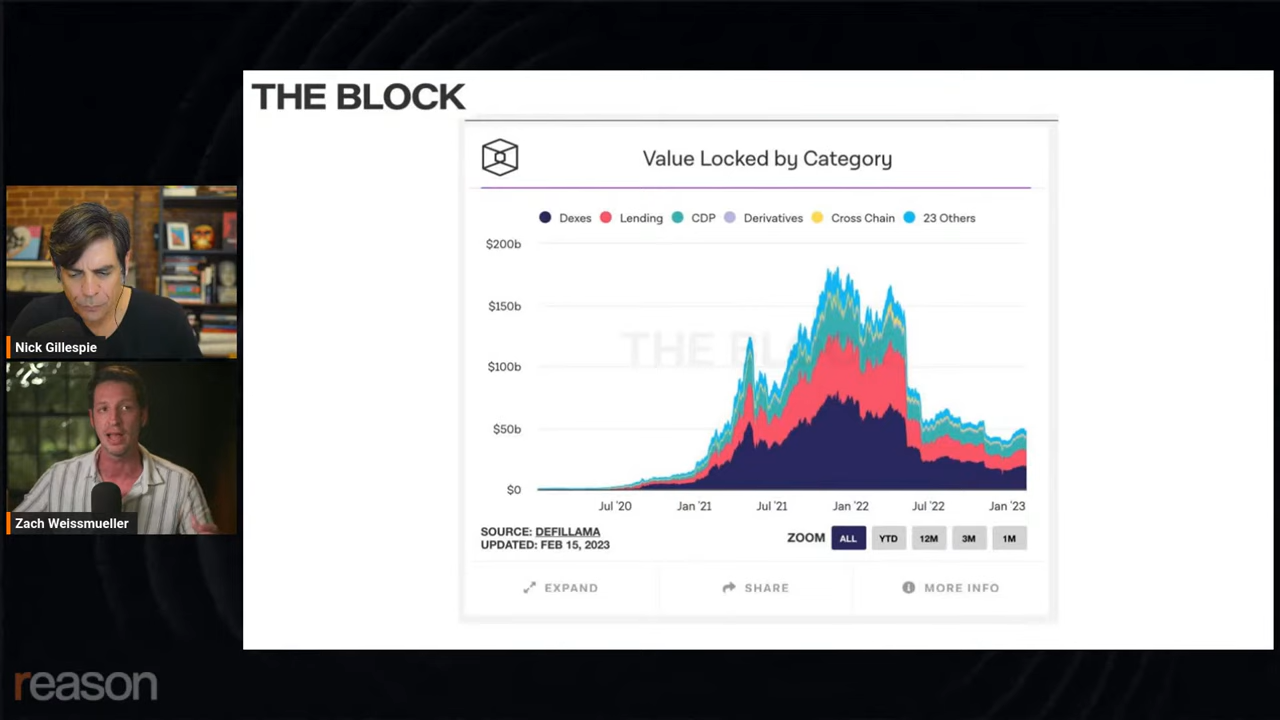 THE BLOCK
Value Locked by Category
Dexes Lending CDP Derivatives Cross Chain 23 Others
$200b
$150b
$100b
$50b
$0
THE BL
Jul '20 Jan '21 Jul '21 Jan '22 Jul '22 Jan '23
SOURCE: DEFILLAMA
UPDATED: FEB 15, 2023
ZOOM ALL YTD 12M 3M 1M
EXPAND SHARE MORE INFO
Nick Gillespie
Zach Weissmueller
reason